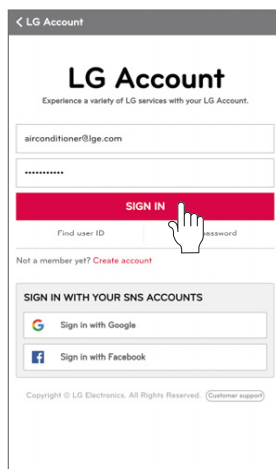 LG Account
LG Account
Experience a variety of LG services with your LG Account.
airconditioner@lge.com
•••••••••••
SIGN IN
Find user ID password
Not a member yet? Create account
SIGN IN WITH YOUR SNS ACCOUNTS
Sign in with Google
Sign in with Facebook
Copyright © LG Electronics. All Rights Reserved. Customer support